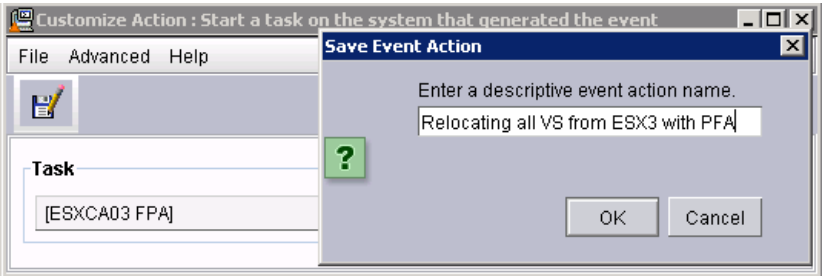 Customize Action : Start a task on the system that generated the event
File Advanced Help
Save Event Action
Enter a descriptive event action name.
Relocating all VS from ESX3 with PFA
?
Task
[ESXCA03 FPA]
OK Cancel